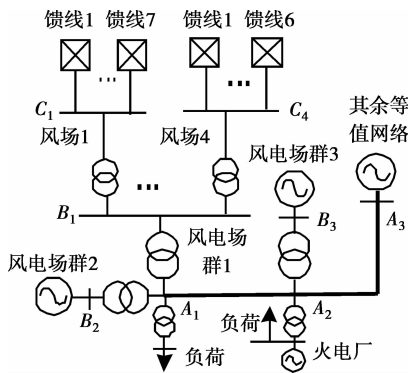 馈线1 馈线7 馈线1 馈线6
C1 C4
风场1 风场4
其余等
值网络
风电场群3
B1 B3 A3
风电场
群1
风电场群2
A1 A2
B2
负荷
负荷 火电厂